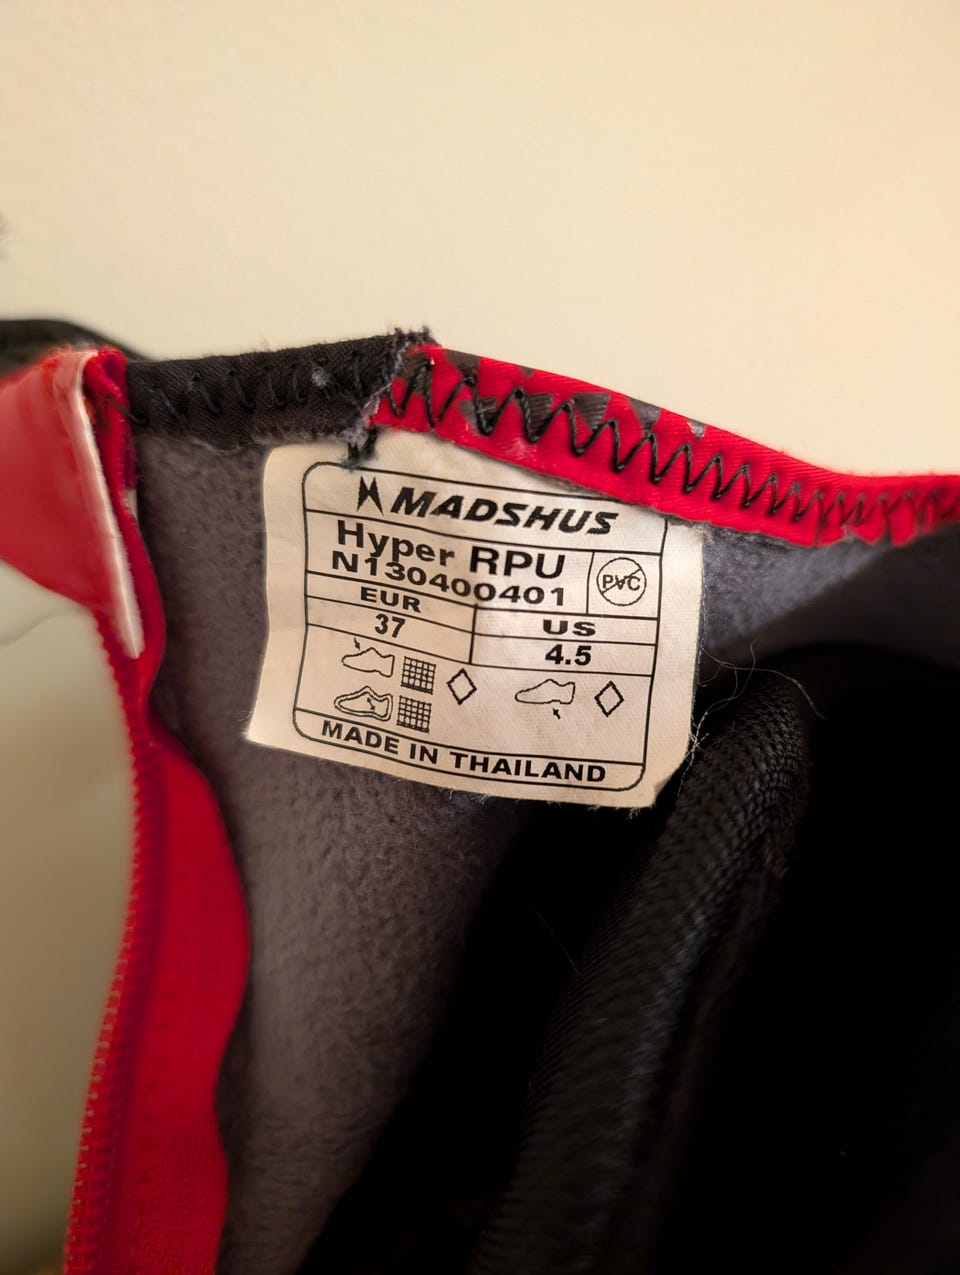 MADSHUS
Hyper RPU
N130400401
PVC
EUR
US
37
4.5
MADE IN THAILAND